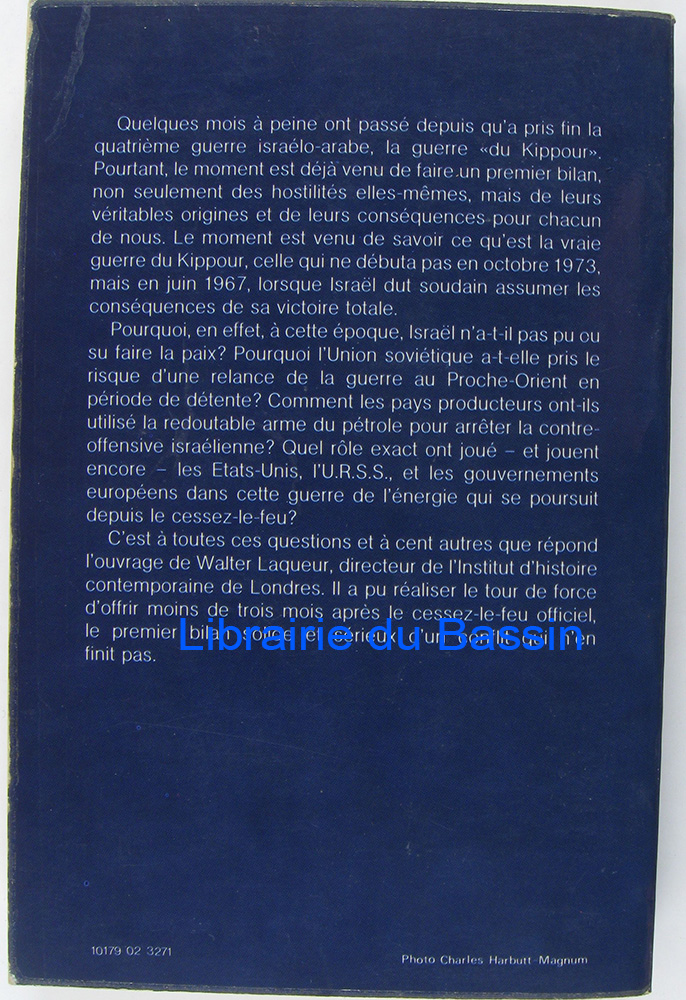 Quelques mois à peine ont passé depuis qu'a pris fin la
quatrième guerre israélo-arabe, la guerre «du Kippour».
Pourtant, le moment est déjà venu de faire un premier bilan,
non seulement des hostilités elles-mêmes, mais de leurs
véritables origines et de leurs conséquences pour chacun
de nous. Le moment est venu de savoir ce qu'est la vraie
guerre du Kippour, celle qui ne débuta pas en octobre 1973,
mais en juin 1967, lorsque Israël dut soudain assumer les
conséquences de sa victoire totale.
Pourquoi, en effet, à cette époque, Israël n'a-t-il pas pu ou
su faire la paix? Pourquoi l'Union soviétique a-t-elle pris le
risque d'une relance de la guerre au Proche-Orient en
période de détente? Comment les pays producteurs ont-ils
utilisé la redoutable arme du pétrole pour arrêter la contre-
offensive israélienne? Quel rôle exact ont joué – et jouent
encore – les Etats-Unis, l'U.R.S.S., et les gouvernements
européens dans cette guerre de l'énergie qui se poursuit
depuis le cessez-le-feu?
C'est à toutes ces questions et à cent autres que répond
l'ouvrage de Walter Laqueur, directeur de l'Institut d'histoire
contemporaine de Londres. Il a pu réaliser le tour de force
d'offrir moins de trois mois après le cessez-le-feu officiel,
le premier bilan solide et sérieux d'un conflit qui n'en
finit pas.
Librairie du Bassin
10179 02 3271
Photo Charles Harbutt-Magnum